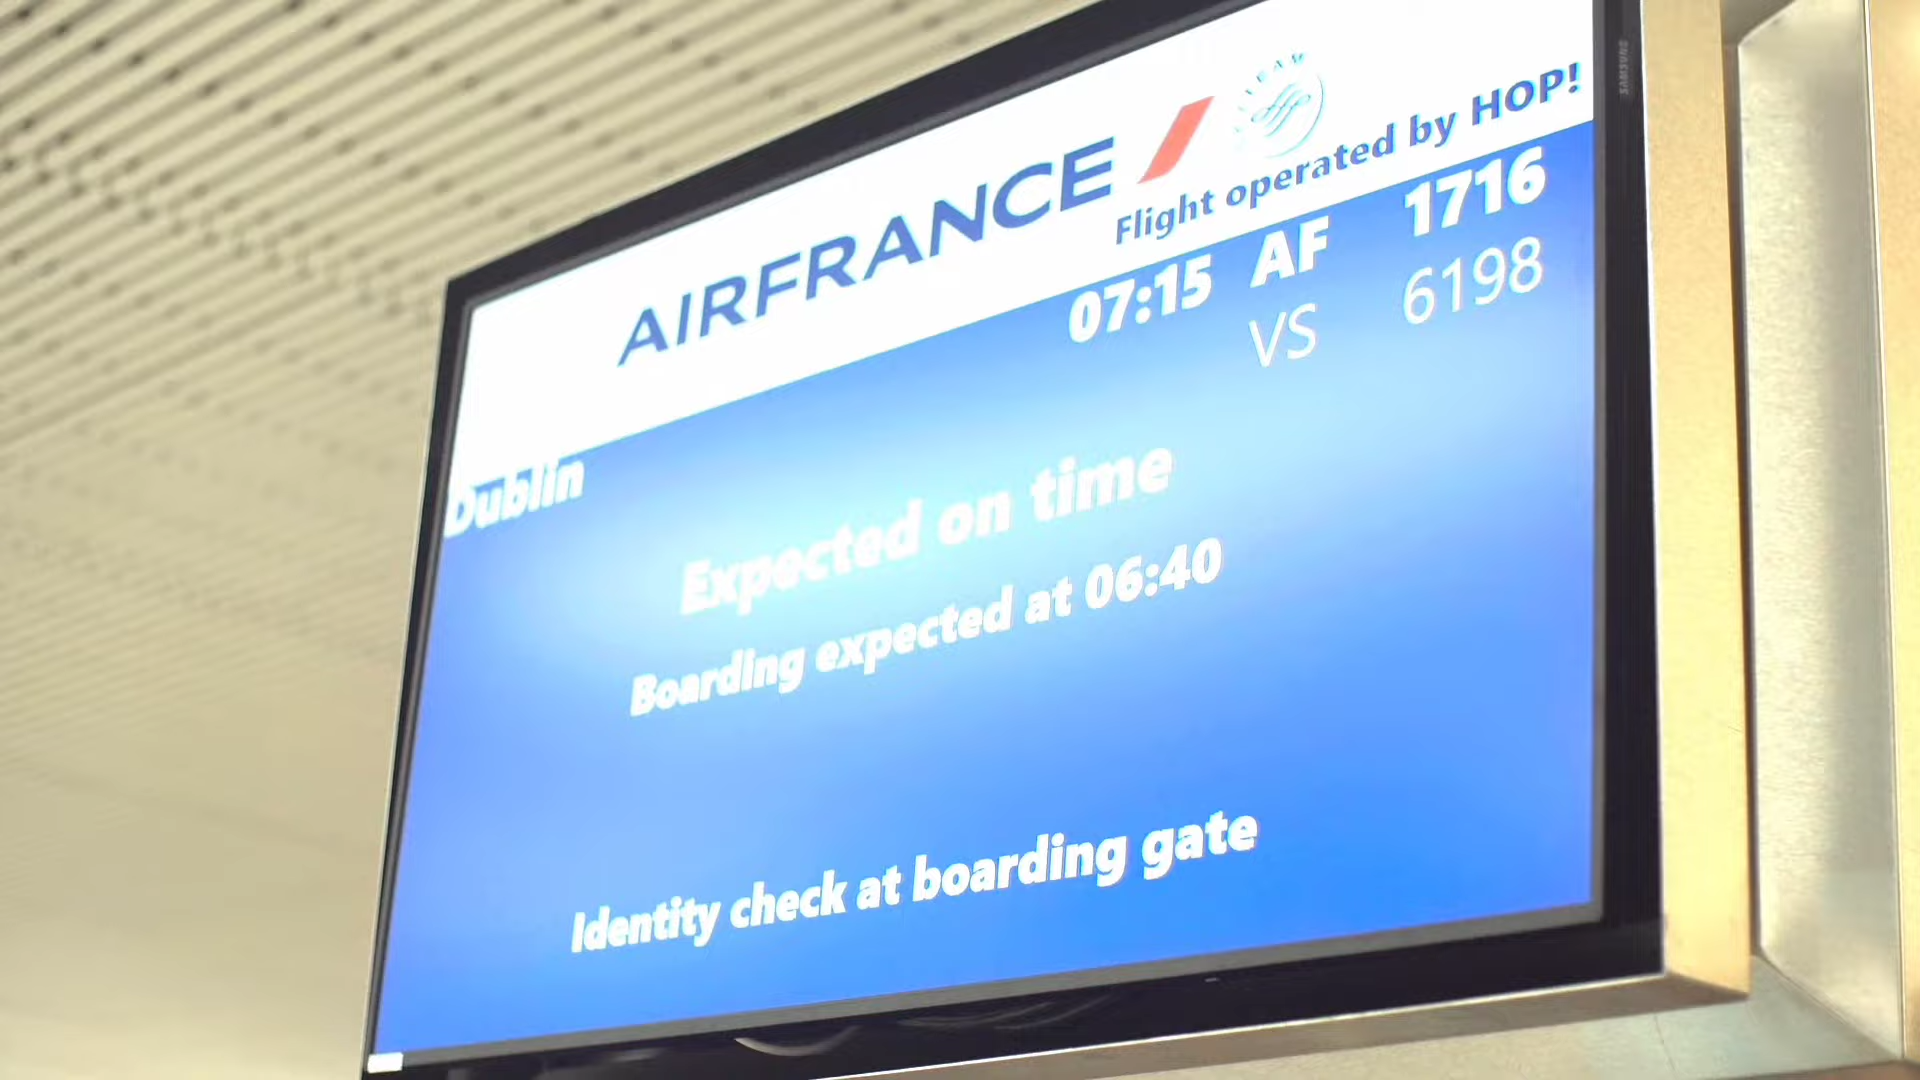 AIRFRANCE
Flight operated by HOP!
07:15 AF 1716
VS 6198
Dublin
Expected on time
Boarding expected at 06:40
Identity check at boarding gate
SAMSUNG